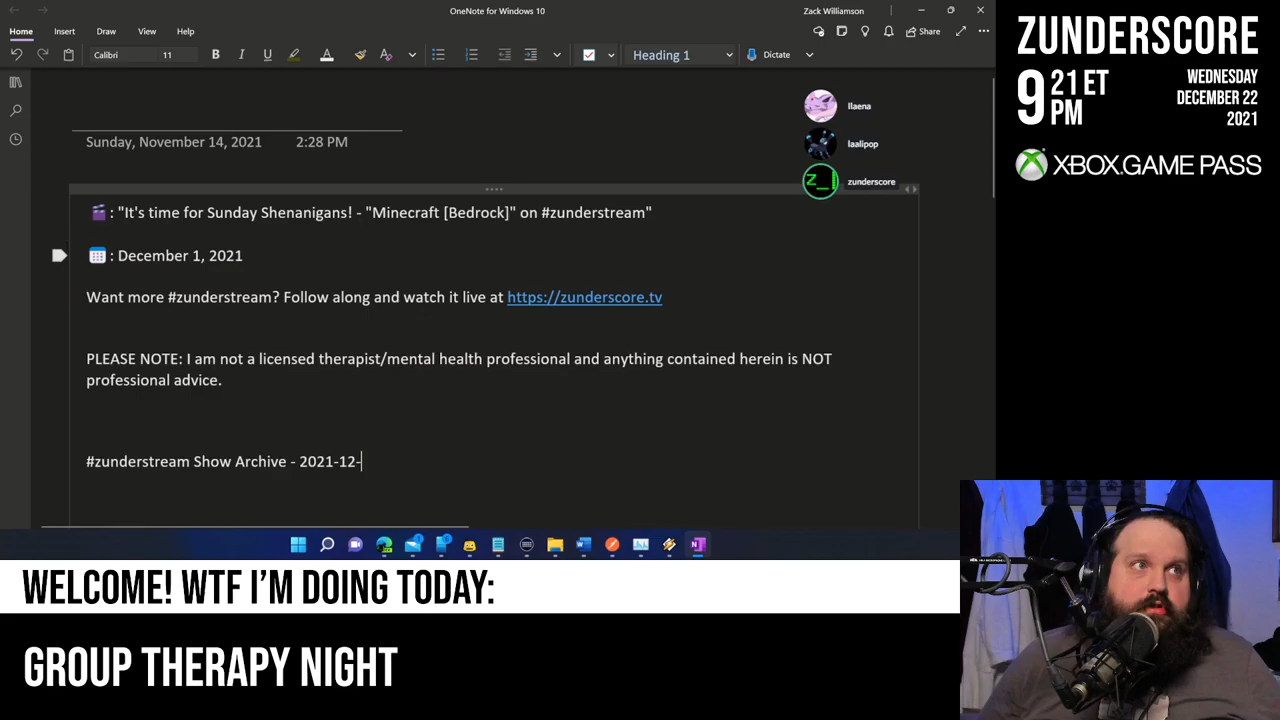 OneNote for Windows 10
Zack Williamson
Home Insert Draw View Help
Share
Calibri 11 B I U A A Heading 1 Dictate
Sunday, November 14, 2021 2:28 PM
llaena
laalipop
zunderscore
: "It's time for Sunday Shenanigans! - "Minecraft [Bedrock]" on #zunderstream"
: December 1, 2021
Want more #zunderstream? Follow along and watch it live at https://zunderscore.tv
PLEASE NOTE: I am not a licensed therapist/mental health professional and anything contained herein is NOT
professional advice.
#zunderstream Show Archive - 2021-12-
ZUNDERSCORE
9 21 ET
PM
WEDNESDAY
DECEMBER 22
2021
XBOX.GAME PASS
WELCOME! WTF I'M DOING TODAY:
GROUP THERAPY NIGHT